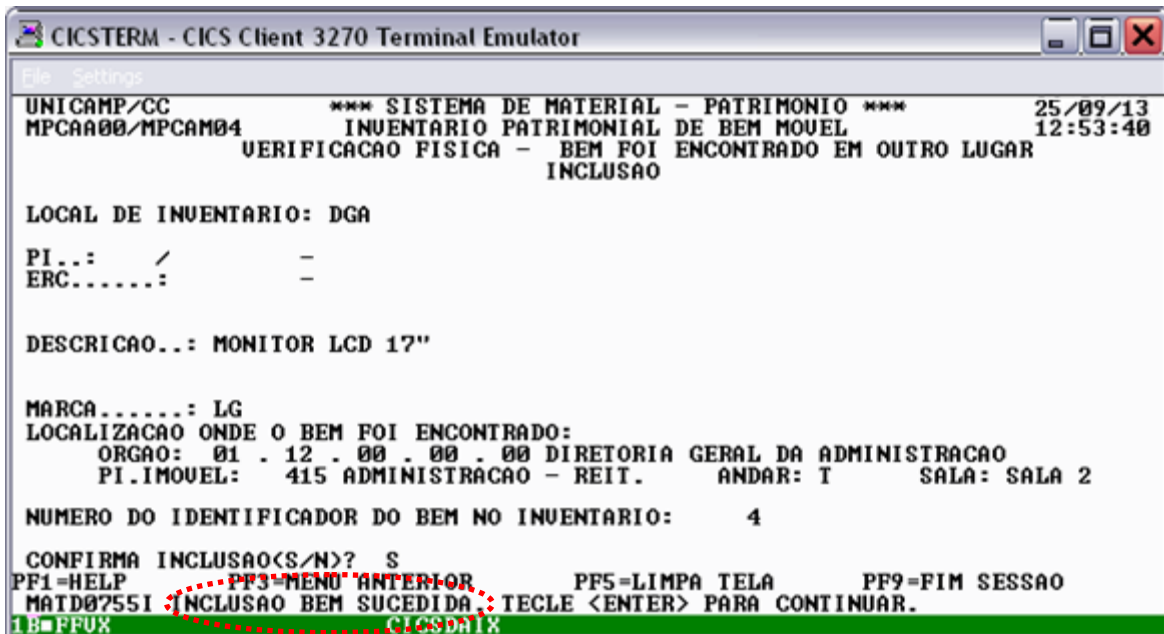 CICSTERM - CICS Client 3270 Terminal Emulator
File Settings
UNICAMP/CC *** SISTEMA DE MATERIAL - PATRIMONIO *** 25/09/13
MPCAA00/MPCAM04 INVENTARIO PATRIMONIAL DE BEM MOVEL 12:53:40
VERIFICACAO FISICA - BEM FOI ENCONTRADO EM OUTRO LUGAR
INCLUSAO
LOCAL DE INVENTARIO: DGA
PI..: / -
ERC......: -
DESCRICAO..: MONITOR LCD 17"
MARCA......: LG
LOCALIZACAO ONDE O BEM FOI ENCONTRADO:
ORGAO: 01 . 12 . 00 . 00 . 00 DIRETORIA GERAL DA ADMINISTRACAO
PI.IMOVEL: 415 ADMINISTRACAO - REIT. ANDAR: T SALA: SALA 2
NUMERO DO IDENTIFICADOR DO BEM NO INVENTARIO: 4
CONFIRMA INCLUSAO(S/N)? S
PF1=HELP PF3=MENU ANTERIOR PF5=LIMPA TELA PF9=FIM SESSAO
MATD0755I INCLUSAO BEM SUCEDIDA. TECLE <ENTER> PARA CONTINUAR.
1B■FFVX CICSDAIX